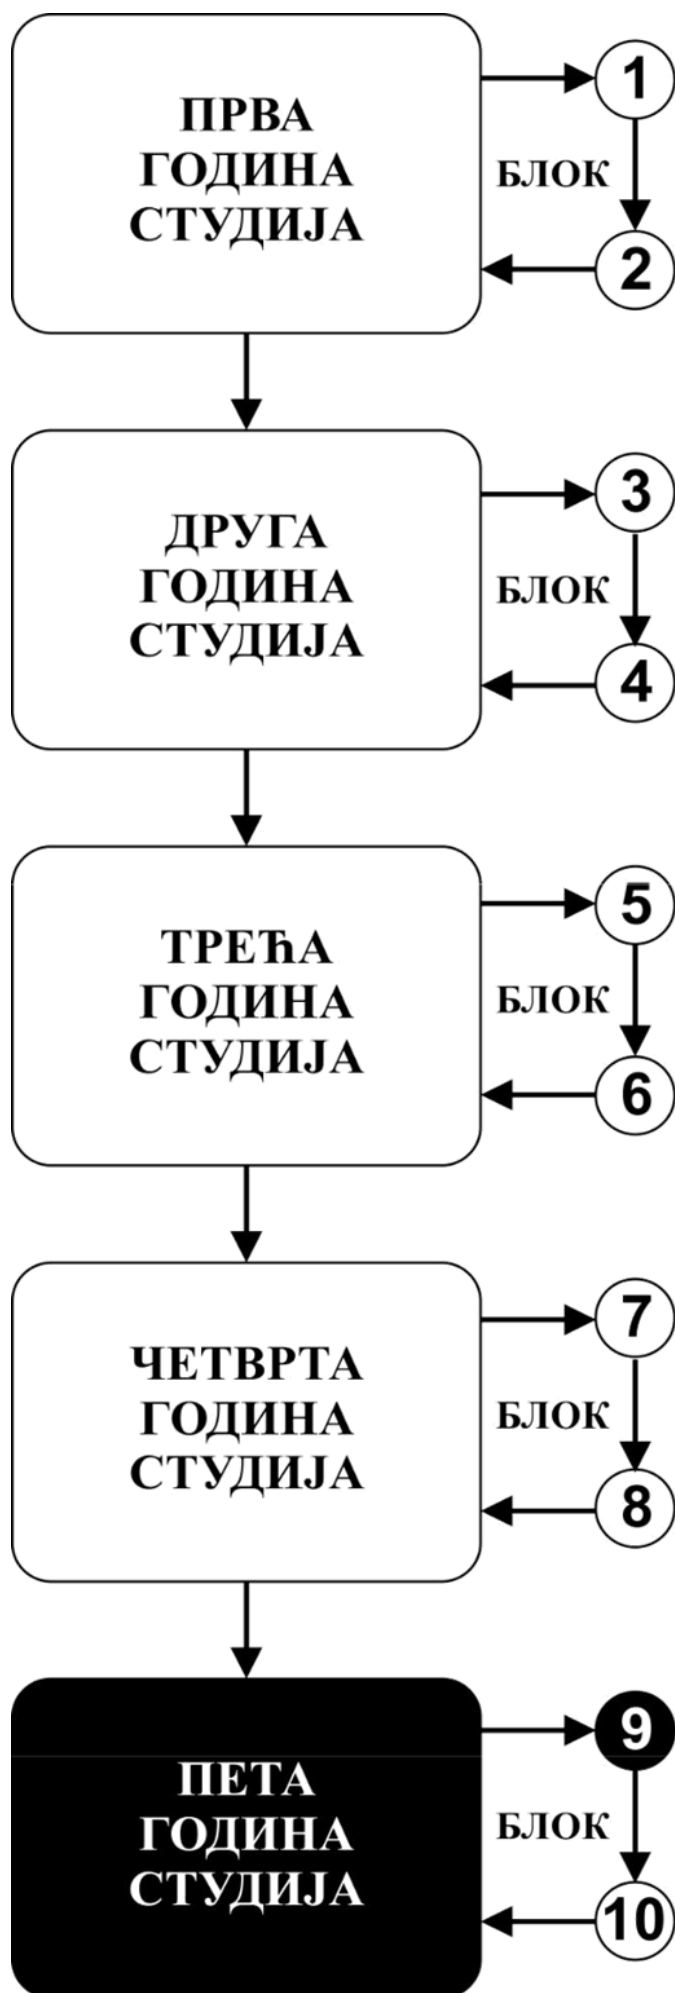 ПРВА
ГОДИНА
СТУДИЈА
1
БЛОК
2
ДРУГА
ГОДИНА
СТУДИЈА
3
БЛОК
4
ТРЕЋА
ГОДИНА
СТУДИЈА
5
БЛОК
6
ЧЕТВРТА
ГОДИНА
СТУДИЈА
7
БЛОК
8
ПЕТА
ГОДИНА
СТУДИЈА
9
БЛОК
10